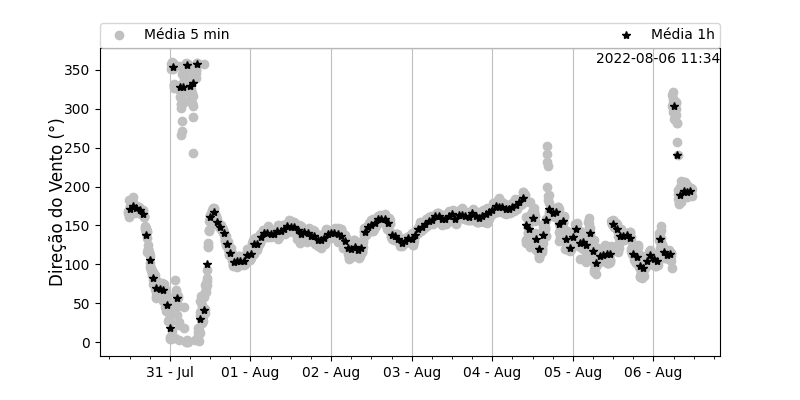 Média 5 min
Média 1h
2022-08-06 11:34
Direção do Vento (°)
350
300
250
200
150
100
50
0
31 - Jul
01 - Aug
02 - Aug
03 - Aug
04 - Aug
05 - Aug
06 - Aug